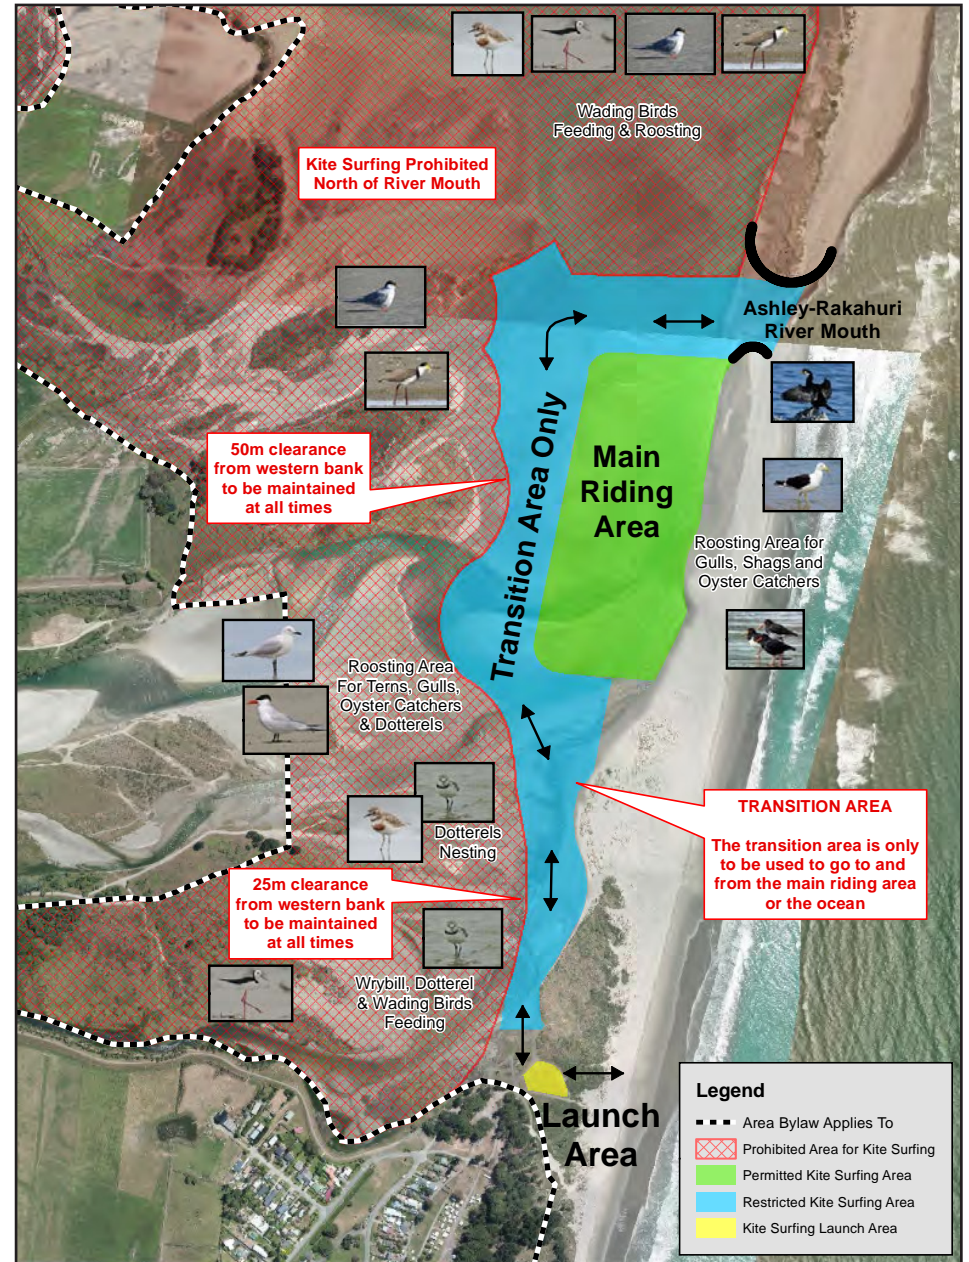 Wading Birds
Feeding & Roosting
Kite Surfing Prohibited
North of River Mouth
Ashley-Rakahuri
River Mouth
50m clearance
from western bank
to be maintained
at all times
Transition Area Only
Main
Riding
Area
Roosting Area for
Gulls, Shags and
Oyster Catchers
Roosting Area
For Terns, Gulls,
Oyster Catchers
& Dotterels
Dotterels
Nesting
TRANSITION AREA
The transition area is only
to be used to go to and
from the main riding area
or the ocean
25m clearance
from western bank
to be maintained
at all times
Wrybill, Dotterel
& Wading Birds
Feeding
Launch
Area
Legend
Area Bylaw Applies To
Prohibited Area for Kite Surfing
Permitted Kite Surfing Area
Restricted Kite Surfing Area
Kite Surfing Launch Area